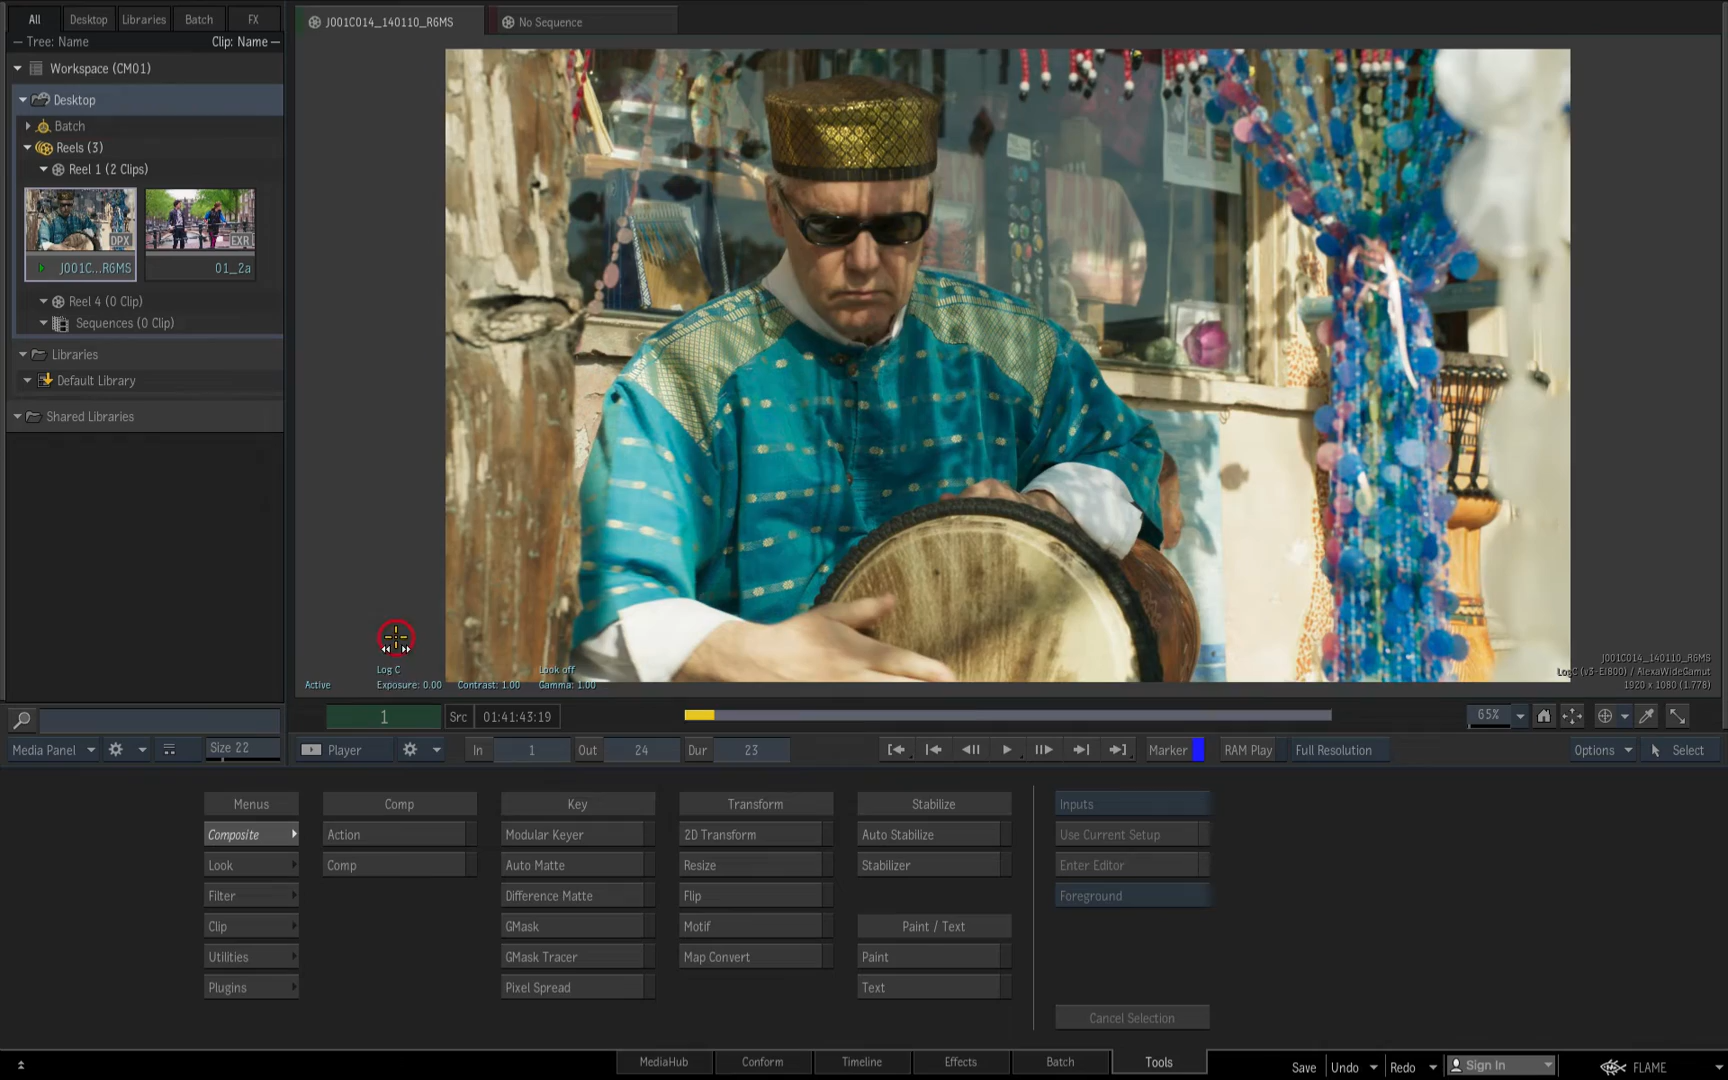 All
Desktop
Libraries
Batch
FX
Tree: Name
Clip: Name
Workspace (CM01)
Desktop
Batch
Reels (3)
Reel 1 (2 Clips)
DPX
EXR
J001C...R6MS
01_2a
Reel 4 (0 Clip)
Sequences (0 Clip)
Libraries
Default Library
Shared Libraries
J001C014_140110_R6MS
No Sequence
Log C
Look off
Active
Exposure: 0.00
Contrast: 1.00
Gamma: 1.00
J001C014_140110_R6MS
LogC (v3-EI800) / AlexaWideGamut
1920 x 1080 (1.778)
1
Src
01:41:43:19
65%
Media Panel
Size 22
Player
In
1
Out
24
Dur
23
Marker
RAM Play
Full Resolution
Options
Select
Menus
Comp
Key
Transform
Stabilize
Inputs
Composite
Action
Modular Keyer
2D Transform
Auto Stabilize
Use Current Setup
Look
Comp
Auto Matte
Resize
Stabilizer
Enter Editor
Filter
Difference Matte
Flip
Foreground
Clip
GMask
Motif
Paint / Text
Utilities
GMask Tracer
Map Convert
Paint
Plugins
Pixel Spread
Text
Cancel Selection
MediaHub
Conform
Timeline
Effects
Batch
Tools
Save
Undo
Redo
Sign In
FLAME